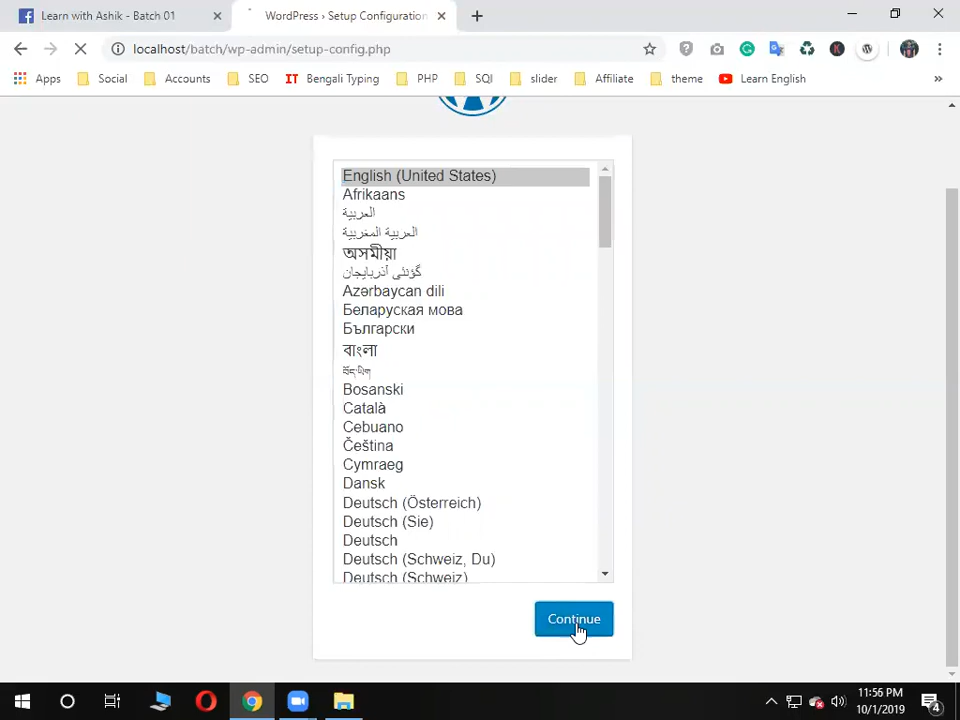 Learn with Ashik - Batch 01
WordPress › Setup Configuration
localhost/batch/wp-admin/setup-config.php
Apps Social Accounts SEO IT Bengali Typing PHP SQl slider Affiliate theme Learn English »
English (United States)
Afrikaans
العربية
العربية المغربية
অসমীয়া
گؤنئی آذربایجان
Azərbaycan dili
Беларуская мова
Български
বাংলা
བོད་ཡིག
Bosanski
Català
Cebuano
Čeština
Cymraeg
Dansk
Deutsch (Österreich)
Deutsch (Sie)
Deutsch
Deutsch (Schweiz, Du)
Deutsch (Schweiz)
Continue
11:56 PM
10/1/2019
4